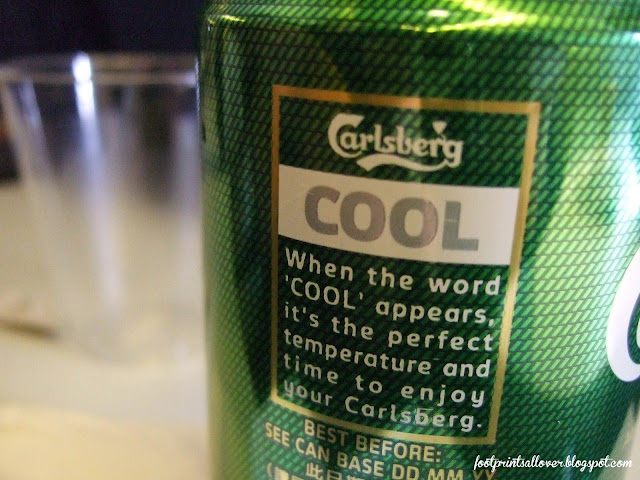 Carlsberg
COOL
When the word
'COOL' appears,
it's the perfect
temperature and
time to enjoy
your Carlsberg.
BEST BEFORE:
SEE CAN BASE DD.MM.YY
footprintsallover.blogspot.com